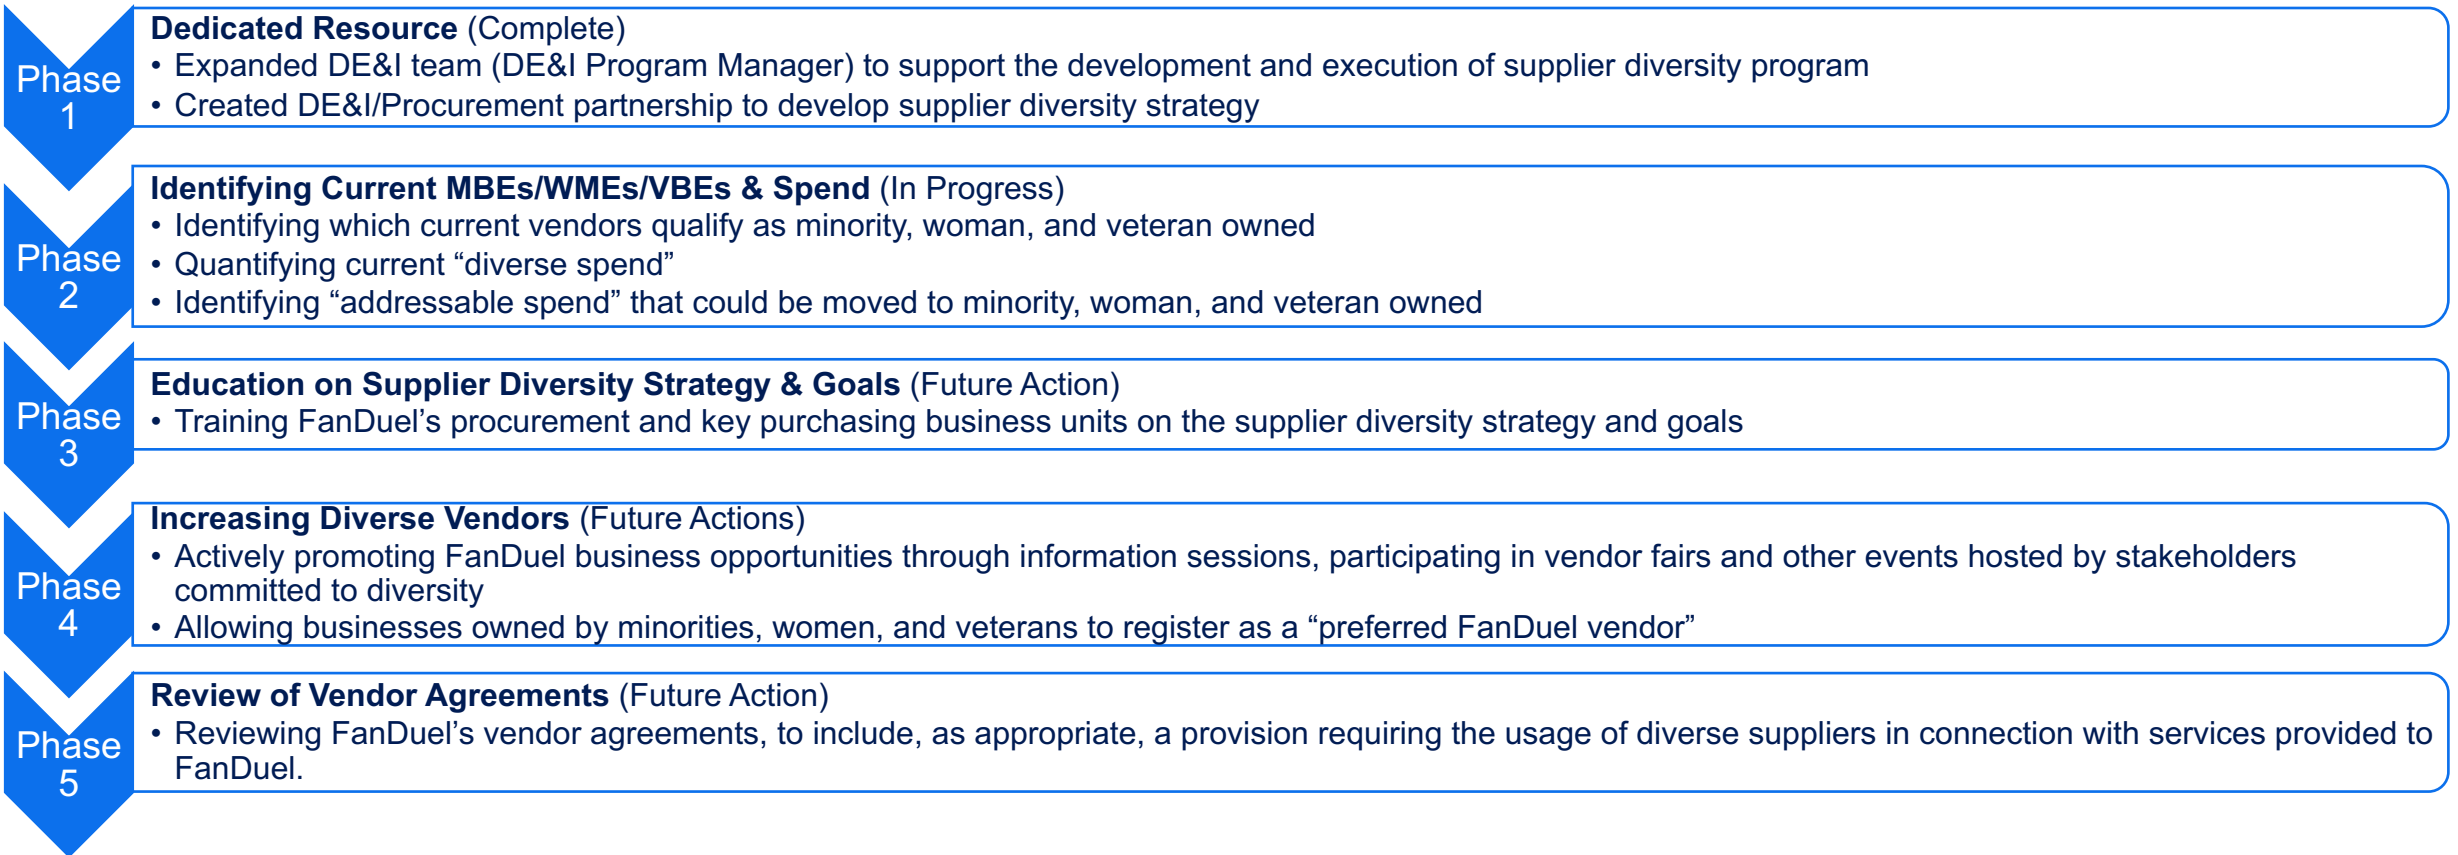 Phase
1
Dedicated Resource (Complete)
• Expanded DE&I team (DE&I Program Manager) to support the development and execution of supplier diversity program
• Created DE&I/Procurement partnership to develop supplier diversity strategy
Phase
2
Identifying Current MBEs/WMEs/VBEs & Spend (In Progress)
• Identifying which current vendors qualify as minority, woman, and veteran owned
• Quantifying current “diverse spend”
• Identifying “addressable spend” that could be moved to minority, woman, and veteran owned
Phase
3
Education on Supplier Diversity Strategy & Goals (Future Action)
• Training FanDuel’s procurement and key purchasing business units on the supplier diversity strategy and goals
Phase
4
Increasing Diverse Vendors (Future Actions)
• Actively promoting FanDuel business opportunities through information sessions, participating in vendor fairs and other events hosted by stakeholders
committed to diversity
• Allowing businesses owned by minorities, women, and veterans to register as a “preferred FanDuel vendor”
Phase
5
Review of Vendor Agreements (Future Action)
• Reviewing FanDuel’s vendor agreements, to include, as appropriate, a provision requiring the usage of diverse suppliers in connection with services provided to
FanDuel.